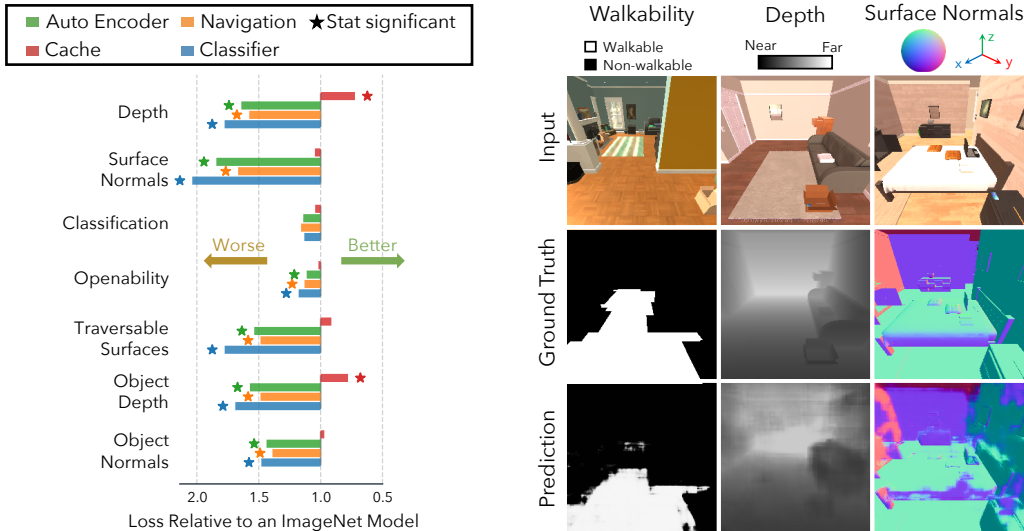 Auto Encoder
Navigation
Stat significant
Cache
Classifier
Depth
Surface
Normals
Classification
Worse
Better
Openability
Traversable
Surfaces
Object
Depth
Object
Normals
2.0
1.5
1.0
0.5
Loss Relative to an ImageNet Model
Walkability
Depth
Surface Normals
Walkable
Non-walkable
Near
Far
z
x
y
Input
Ground Truth
Prediction